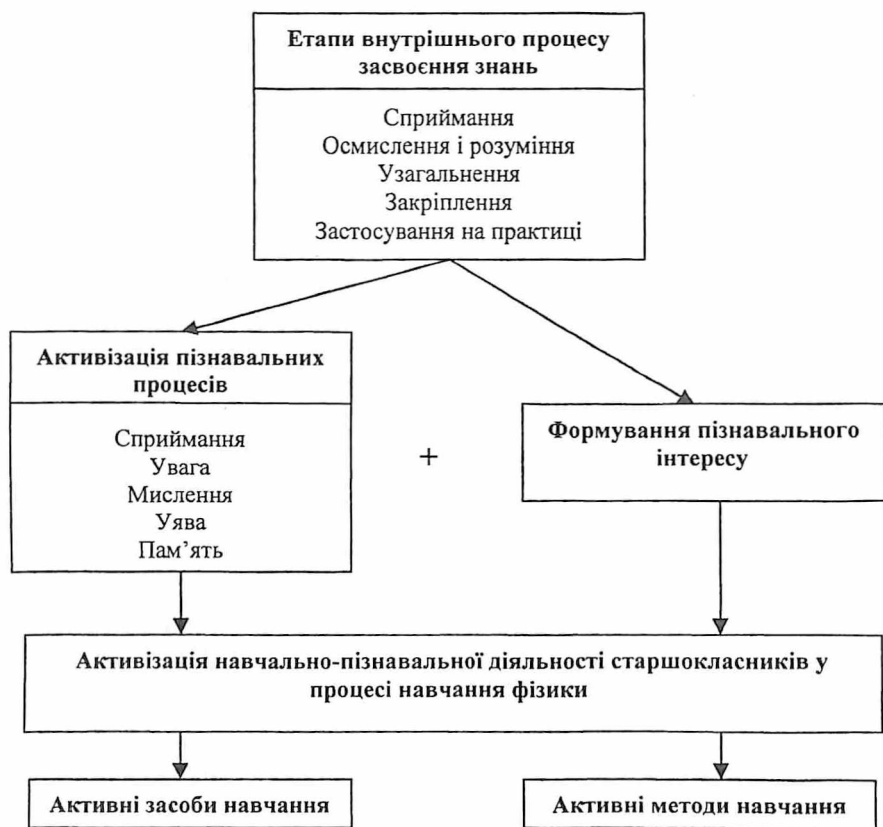 Етапи внутрішнього процесу
засвоєння знань
Сприймання
Осмислення і розуміння
Узагальнення
Закріплення
Застосування на практиці
Активізація пізнавальних
процесів
Сприймання
Увага
Мислення
Уява
Пам’ять
+
Формування пізнавального
інтересу
Активізація навчально-пізнавальної діяльності старшокласників у
процесі навчання фізики
Активні засоби навчання
Активні методи навчання